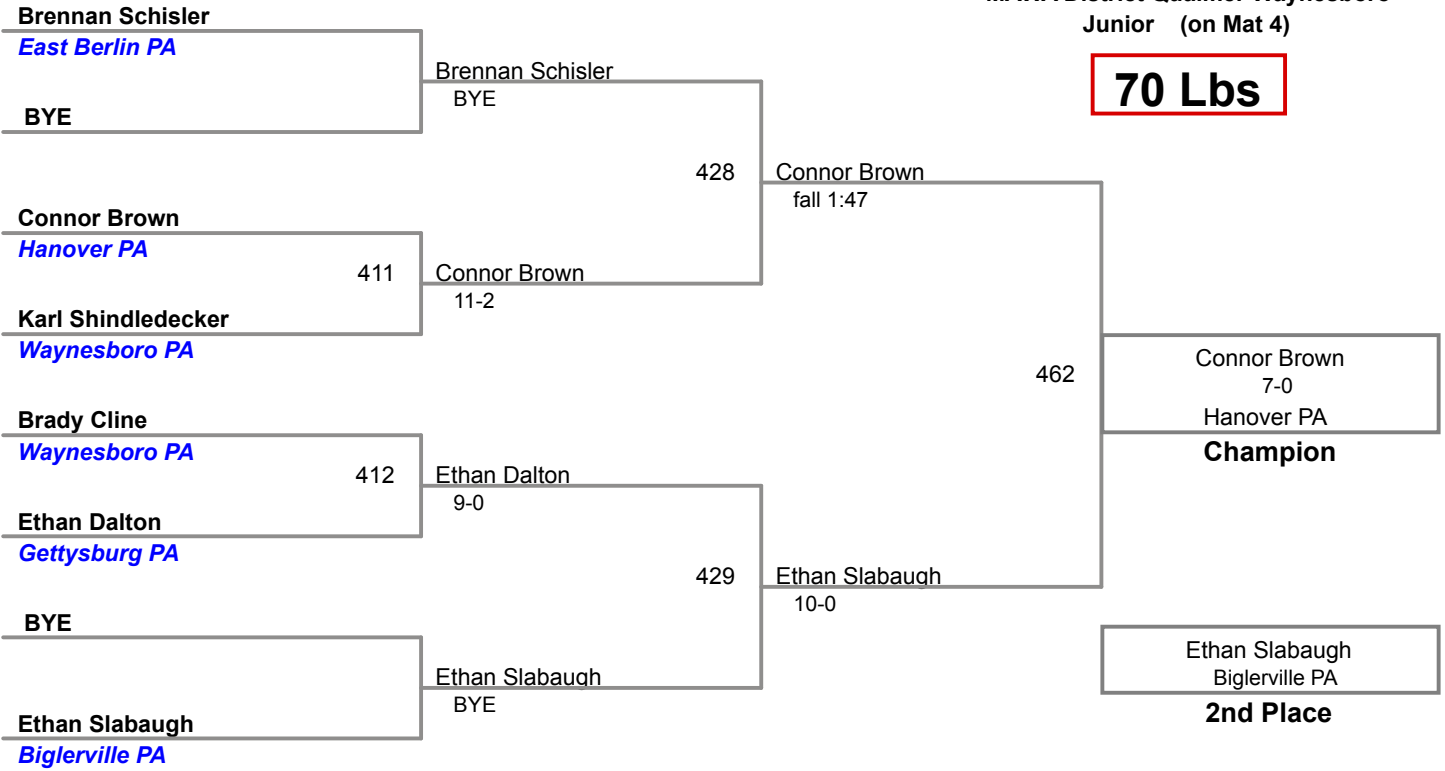 District Qualifier Waynesboro
Junior (on Mat 4)
70 Lbs
Brennan Schisler
East Berlin PA
BYE
Connor Brown
Hanover PA
Karl Shindledecker
Waynesboro PA
Brady Cline
Waynesboro PA
Ethan Dalton
Gettysburg PA
BYE
Ethan Slabaugh
Biglerville PA
Brennan Schisler
BYE
411
Connor Brown
11-2
412
Ethan Dalton
9-0
Ethan Slabaugh
BYE
428
Connor Brown
fall 1:47
429
Ethan Slabaugh
10-0
462
Connor Brown
7-0
Hanover PA
Champion
Ethan Slabaugh
Biglerville PA
2nd Place